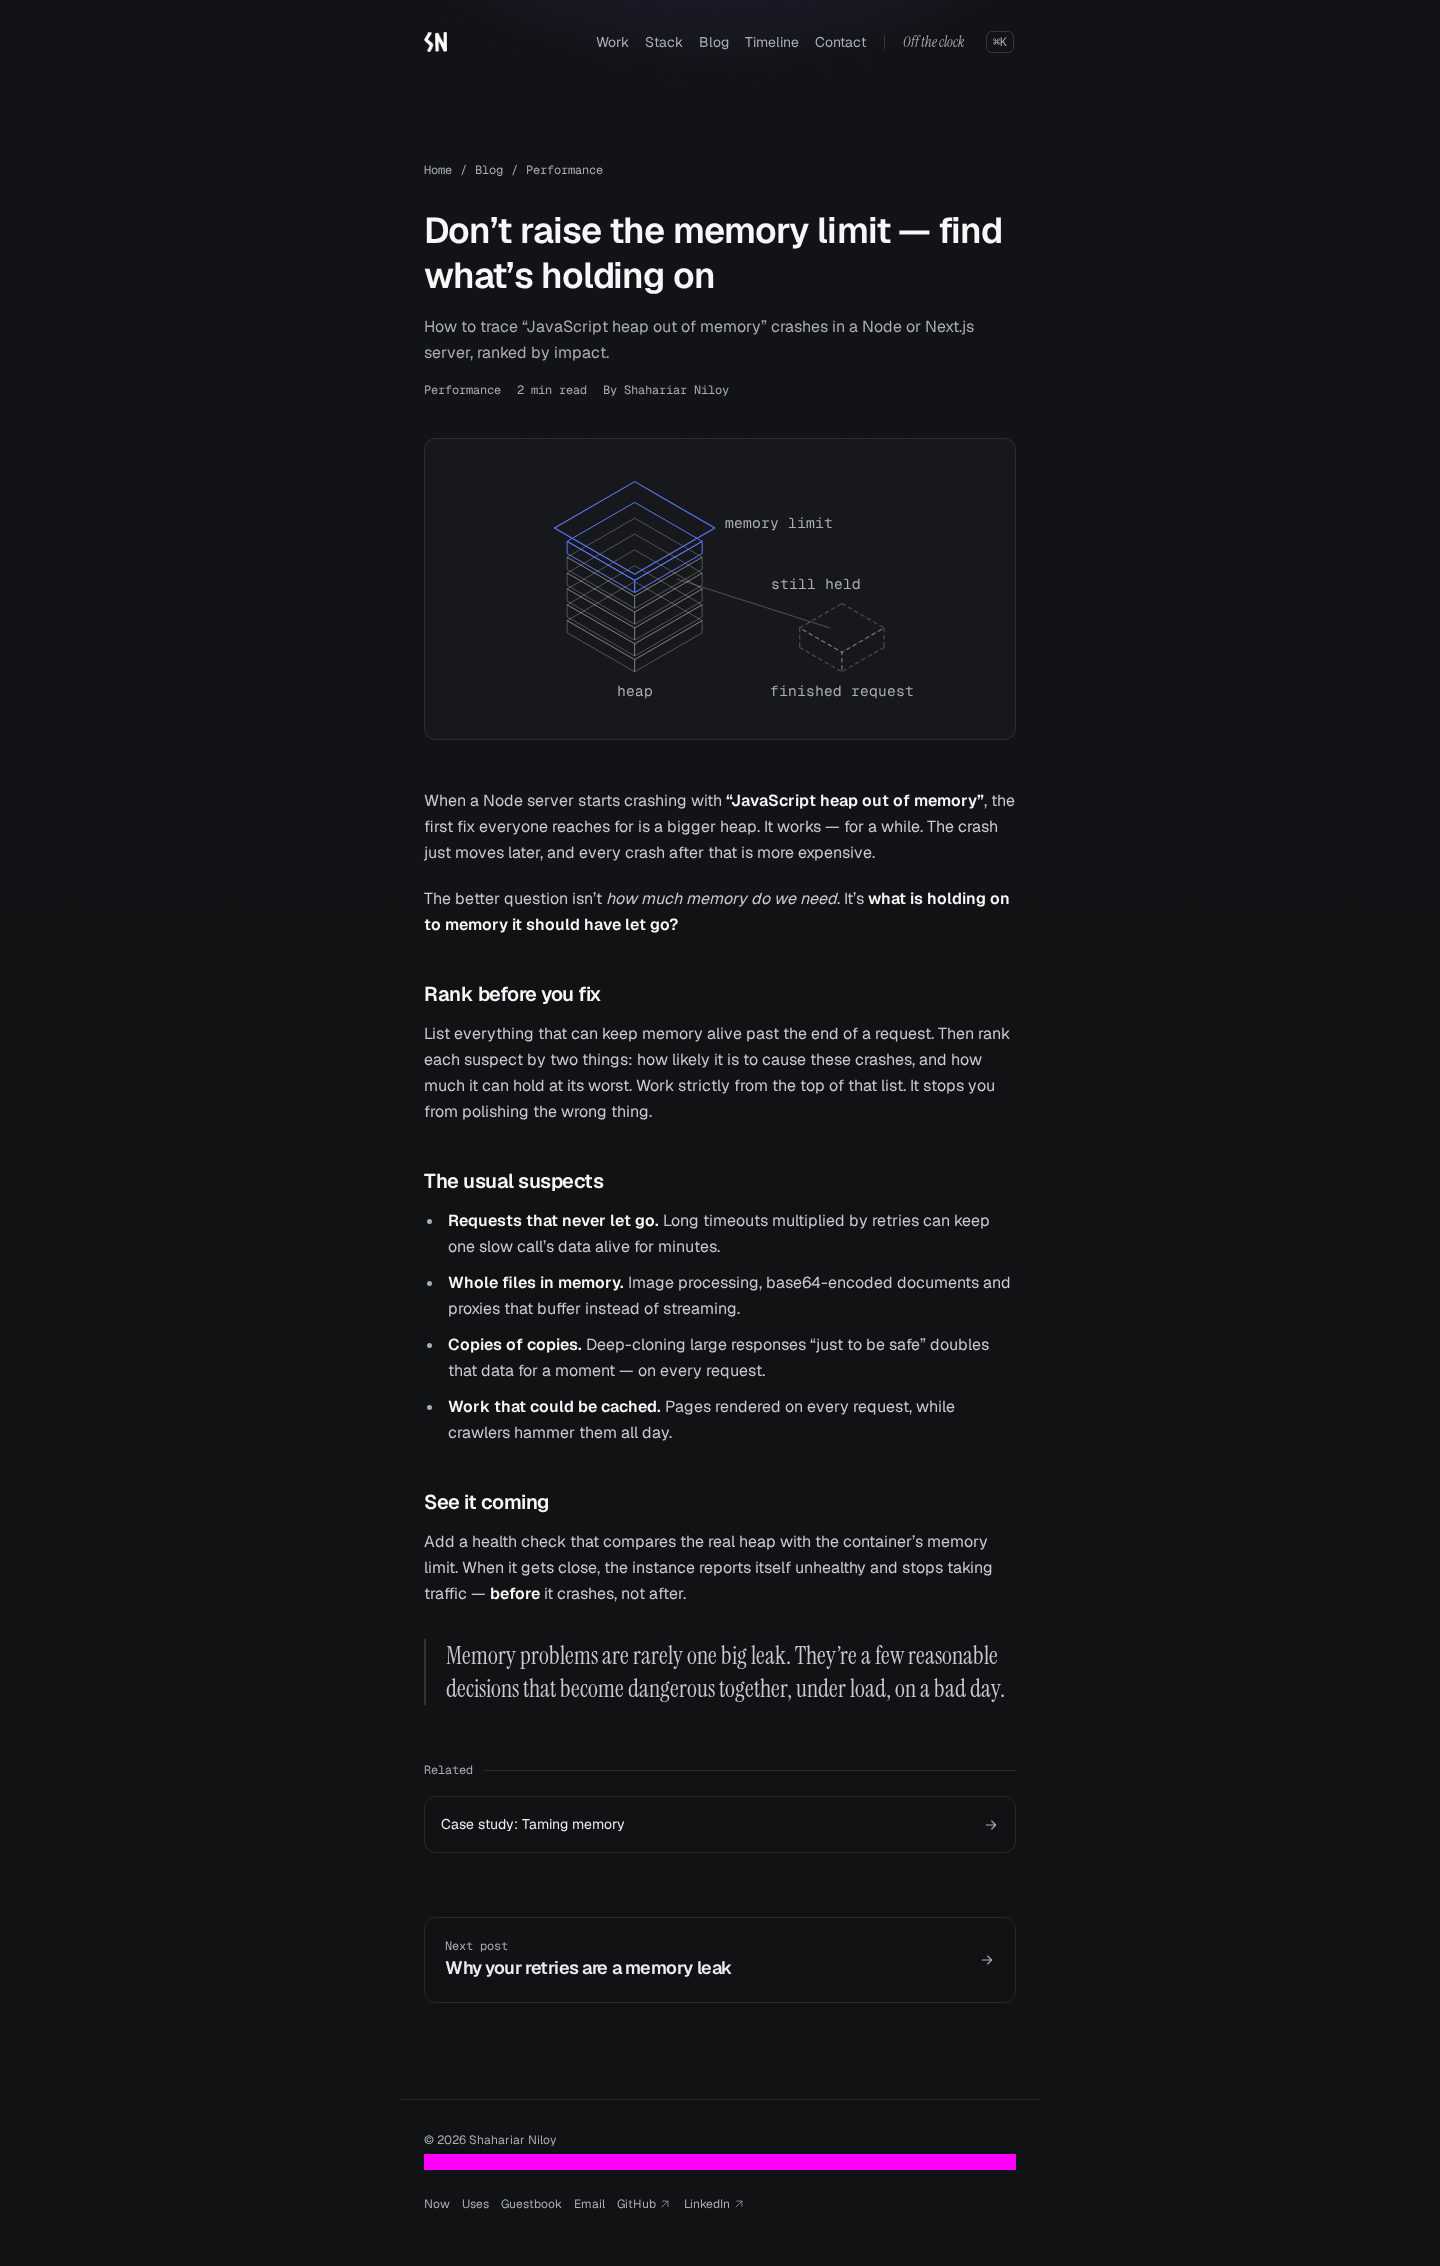 SN
Work Stack Blog Timeline Contact Off the clock ⌘K
Home / Blog / Performance
Don’t raise the memory limit — find
what’s holding on
How to trace “JavaScript heap out of memory” crashes in a Node or Next.js
server, ranked by impact.
Performance 2 min read By Shahariar Niloy
memory limit
still held
heap
finished request
When a Node server starts crashing with “JavaScript heap out of memory”, the
first fix everyone reaches for is a bigger heap. It works — for a while. The crash
just moves later, and every crash after that is more expensive.
The better question isn’t how much memory do we need. It’s what is holding on
to memory it should have let go?
Rank before you fix
List everything that can keep memory alive past the end of a request. Then rank
each suspect by two things: how likely it is to cause these crashes, and how
much it can hold at its worst. Work strictly from the top of that list. It stops you
from polishing the wrong thing.
The usual suspects
• Requests that never let go. Long timeouts multiplied by retries can keep
one slow call’s data alive for minutes.
• Whole files in memory. Image processing, base64-encoded documents and
proxies that buffer instead of streaming.
• Copies of copies. Deep-cloning large responses “just to be safe” doubles
that data for a moment — on every request.
• Work that could be cached. Pages rendered on every request, while
crawlers hammer them all day.
See it coming
Add a health check that compares the real heap with the container’s memory
limit. When it gets close, the instance reports itself unhealthy and stops taking
traffic — before it crashes, not after.
Memory problems are rarely one big leak. They’re a few reasonable
decisions that become dangerous together, under load, on a bad day.
Related
Case study: Taming memory →
Next post
Why your retries are a memory leak →
© 2026 Shahariar Niloy
Now Uses Guestbook Email GitHub ↗ LinkedIn ↗